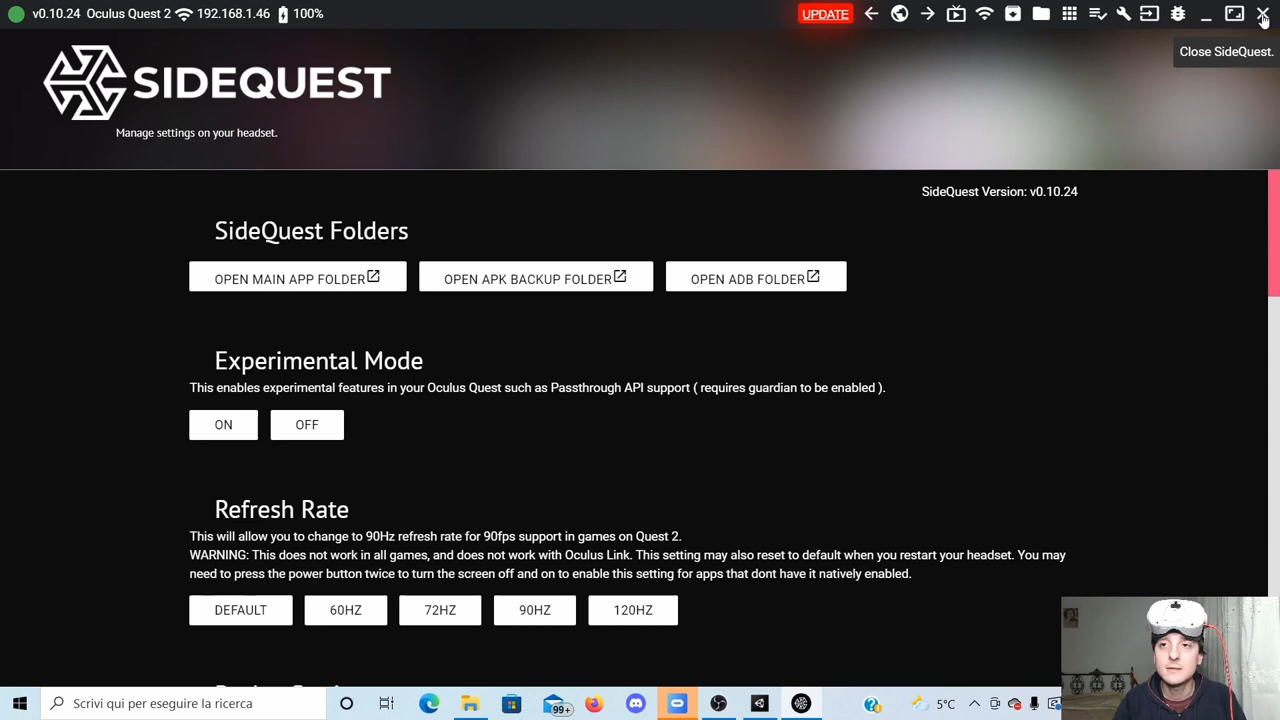 v0.10.24 Oculus Quest 2 192.168.1.46 100% UPDATE
Close SideQuest.
SIDEQUEST
Manage settings on your headset.
SideQuest Version: v0.10.24
SideQuest Folders
OPEN MAIN APP FOLDER OPEN APK BACKUP FOLDER OPEN ADB FOLDER
Experimental Mode
This enables experimental features in your Oculus Quest such as Passthrough API support ( requires guardian to be enabled ).
ON OFF
Refresh Rate
This will allow you to change to 90Hz refresh rate for 90fps support in games on Quest 2.
WARNING: This does not work in all games, and does not work with Oculus Link. This setting may also reset to default when you restart your headset. You may
need to press the power button twice to turn the screen off and on to enable this setting for apps that dont have it natively enabled.
DEFAULT 60HZ 72HZ 90HZ 120HZ
Scrivi qui per eseguire la ricerca 99+ 5°C